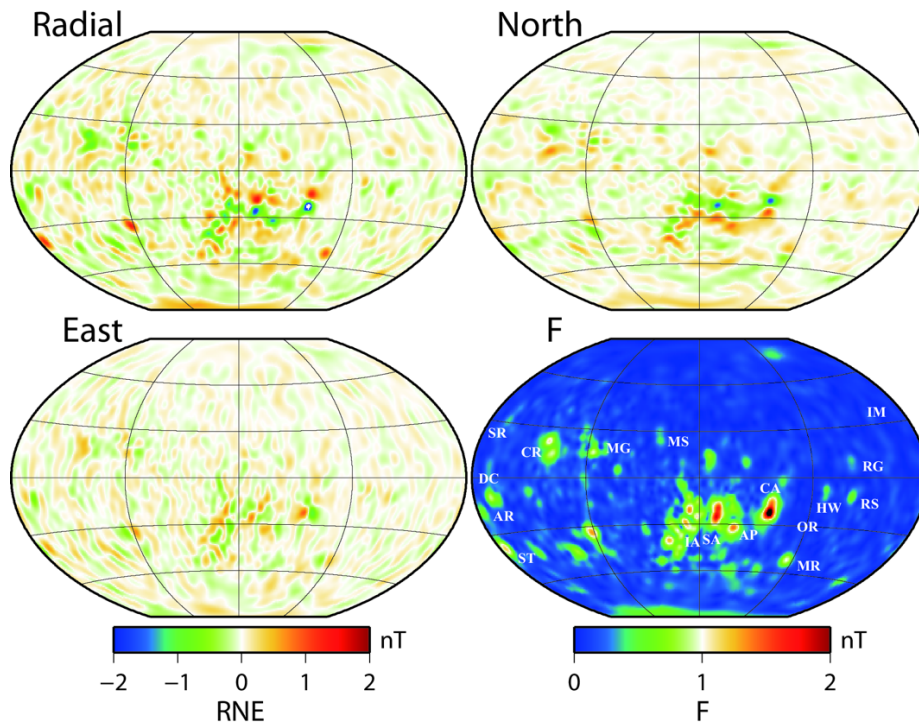 Radial
North
East
F
IM
SR
CR
MG
MS
RG
DC
CA
HW
RS
AR
OR
IA
SA
AP
ST
MR
−2
−1
0
1
2
nT
RNE
0
1
2
nT
F